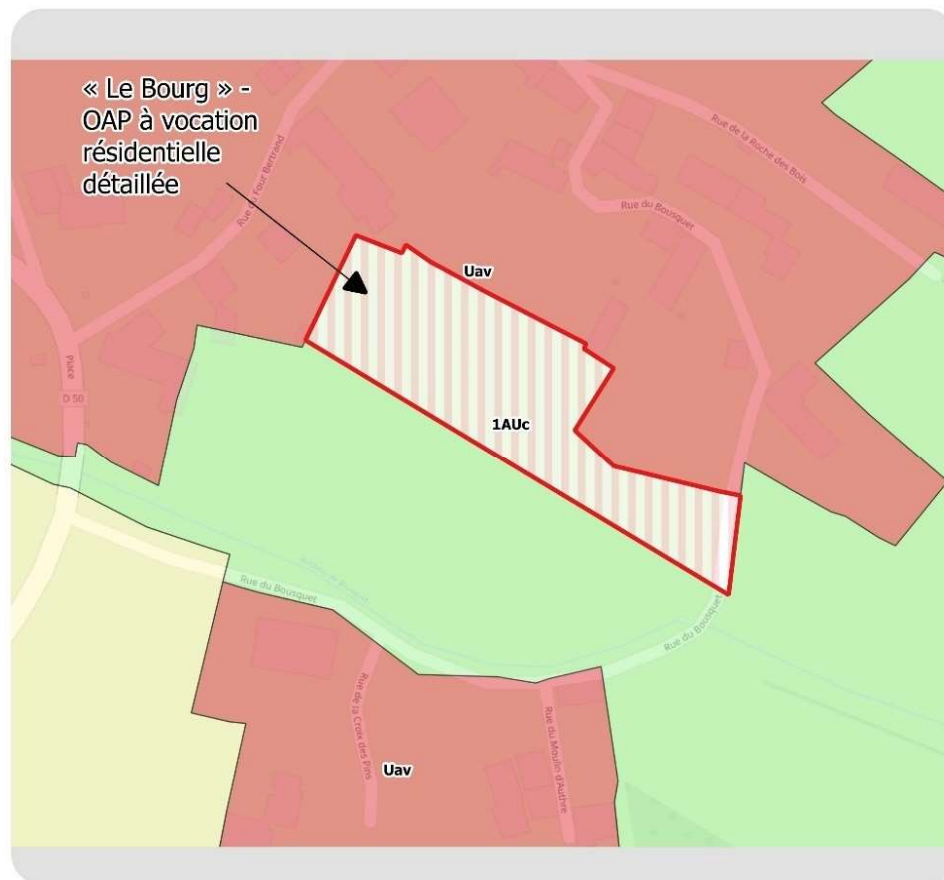 « Le Bourg » -
OAP à vocation
résidentielle
détaillée
Rue du Four Bertrand
Rue de la Roche des Bois
Rue du Bousquet
Uav
Place
D 50
1AUc
Rue du Bousquet
Rue du Bousquet
Rue de la Croix des Pins
Rue du Moulin d'Authre
Uav